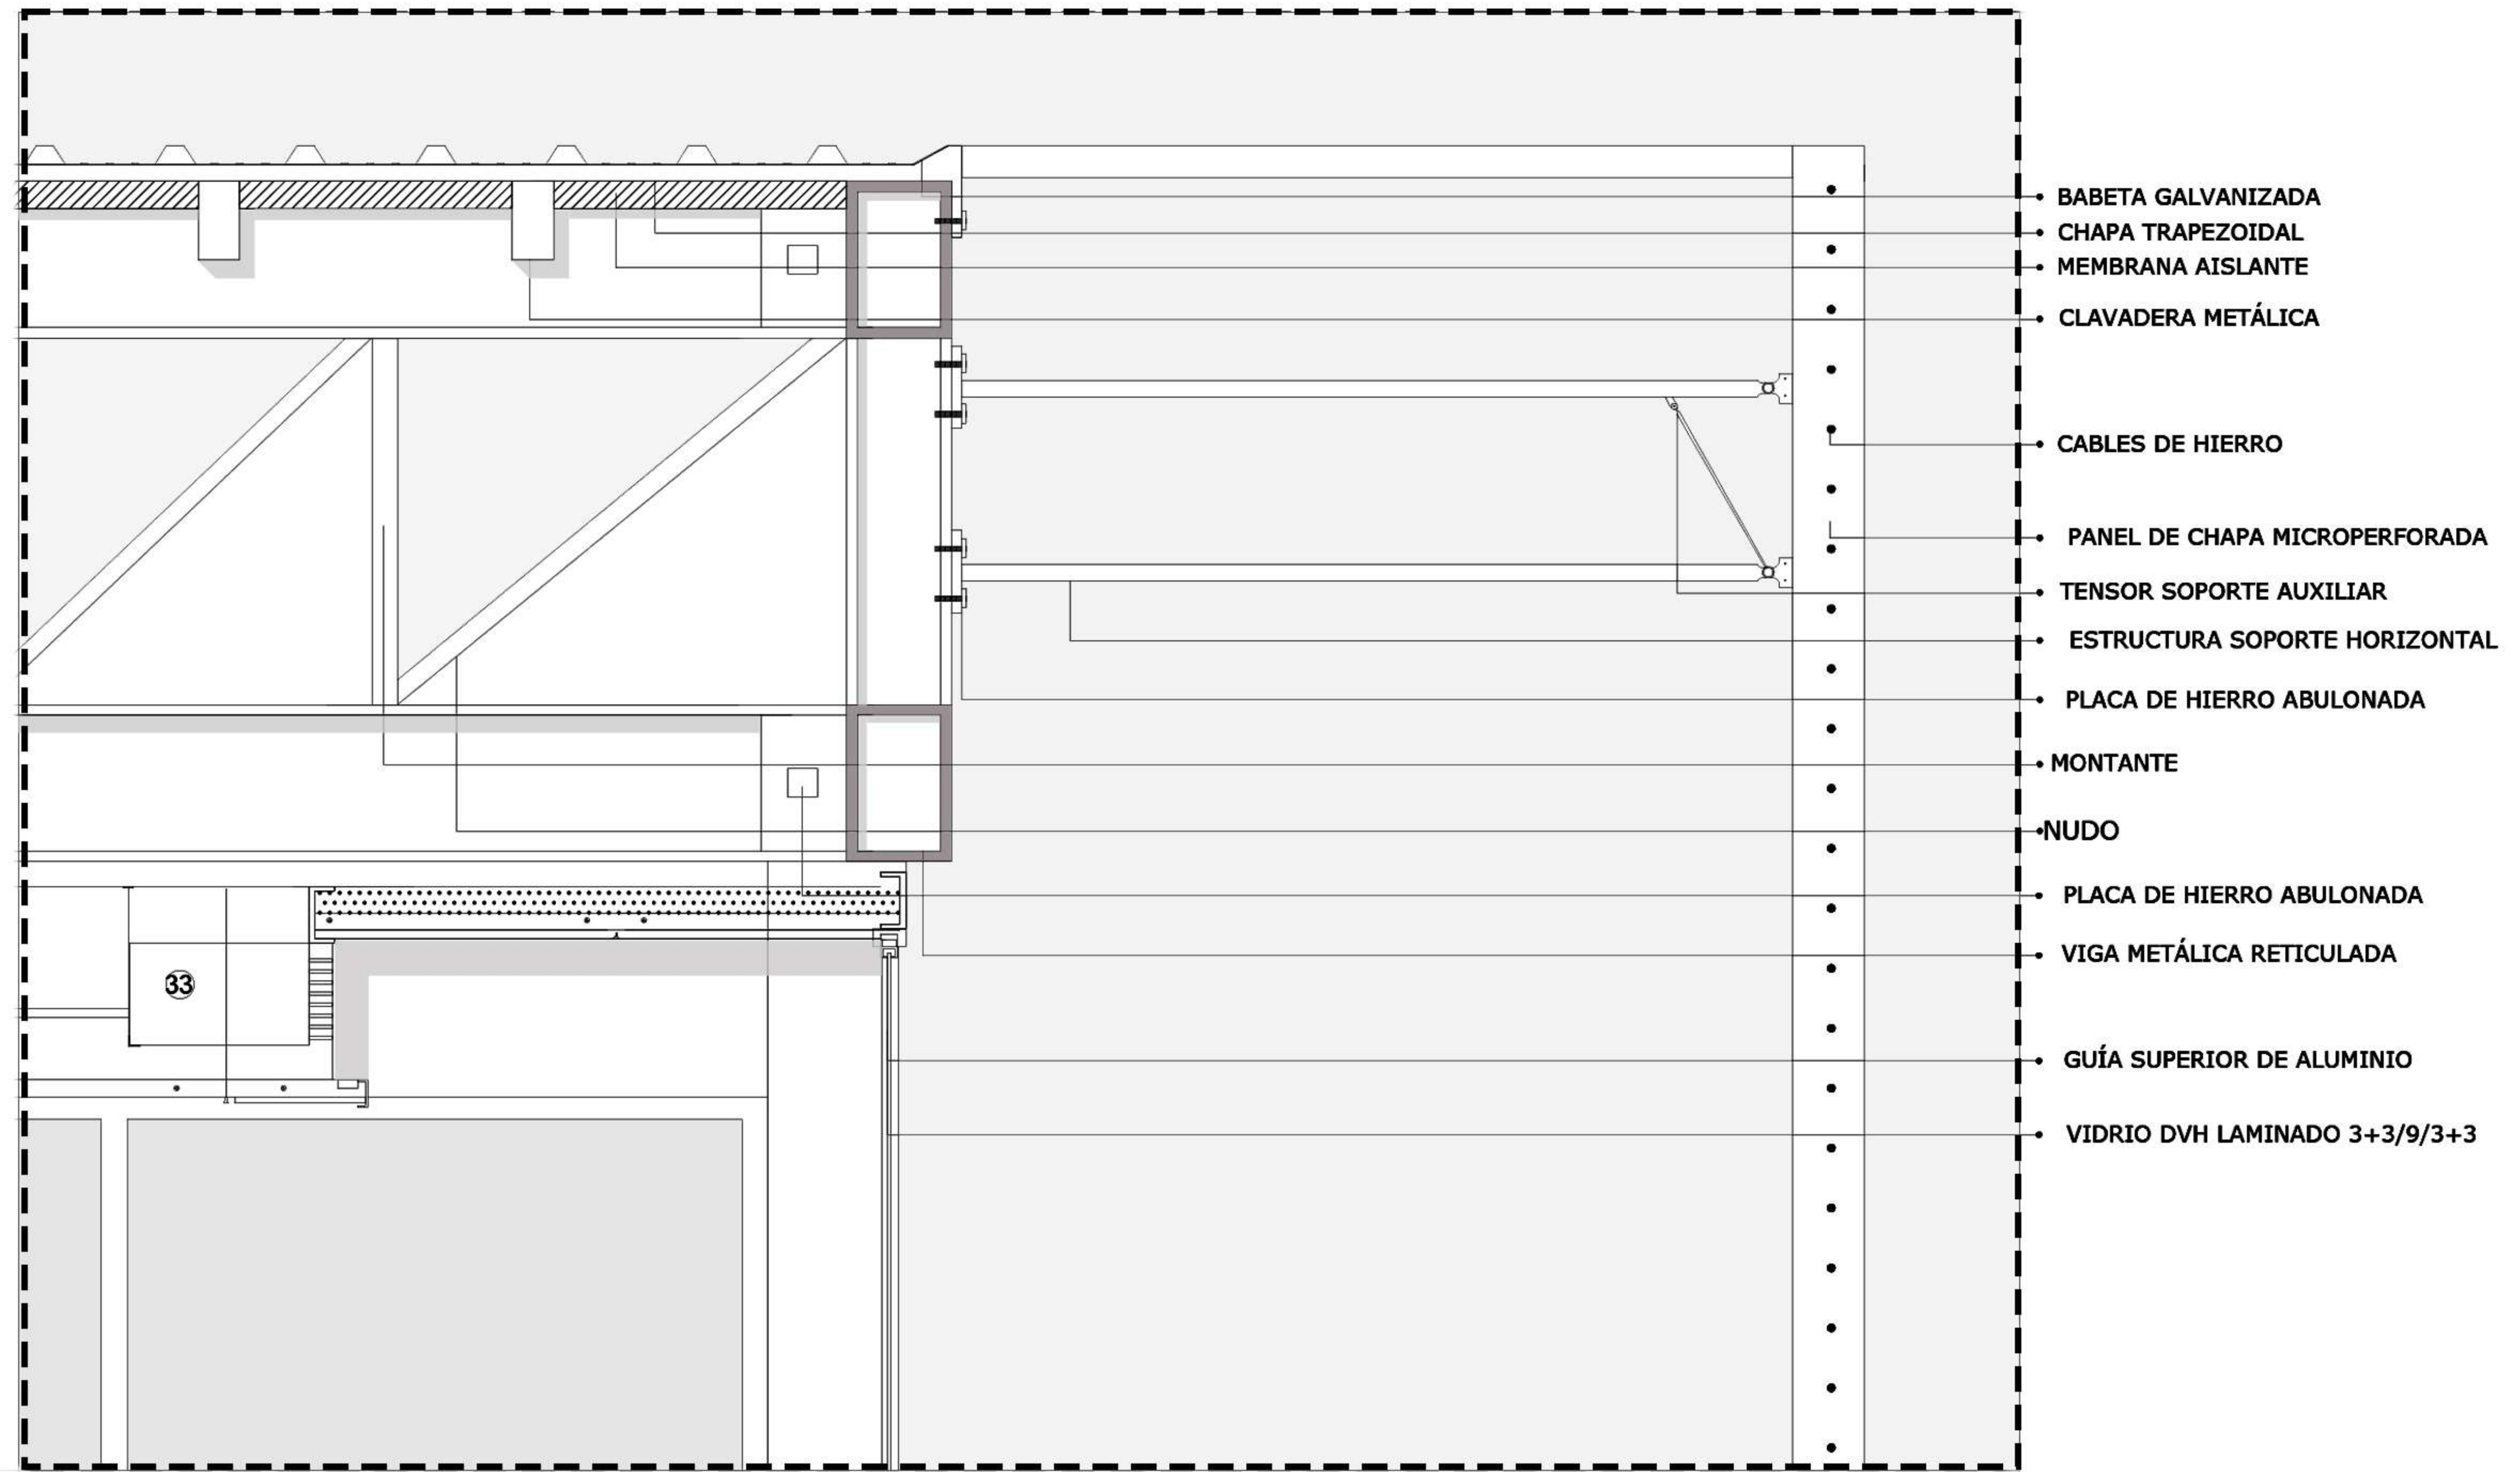 BABETA GALVANIZADA
CHAPA TRAPEZOIDAL
MEMBRANA AISLANTE
CLAVADERA METÁLICA
CABLES DE HIERRO
PANEL DE CHAPA MICROPERFORADA
TENSOR SOPORTE AUXILIAR
ESTRUCTURA SOPORTE HORIZONTAL
PLACA DE HIERRO ABULONADA
MONTANTE
NUDO
PLACA DE HIERRO ABULONADA
VIGA METÁLICA RETICULADA
33
GUÍA SUPERIOR DE ALUMINIO
VIDRIO DVH LAMINADO 3+3/9/3+3